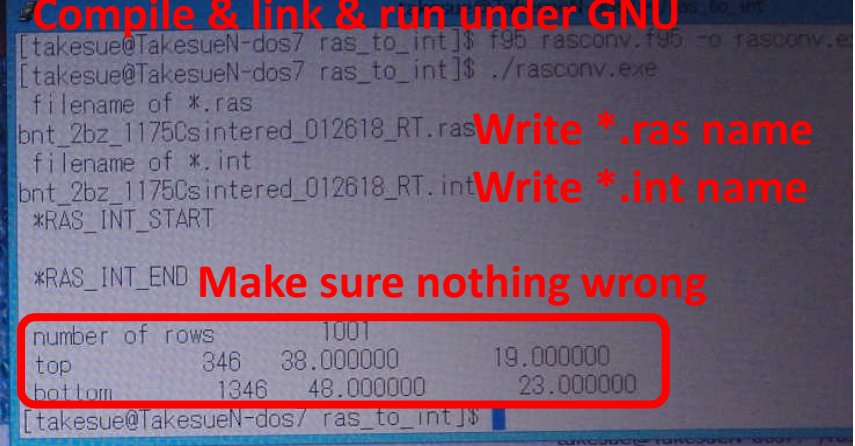 Compile & link & run under GNU
[takesue@TakesueN-dos7 ras_to_int]$ f95 rasconv.f95 -o rasconv.ex
[takesue@TakesueN-dos7 ras_to_int]$ ./rasconv.exe
filename of *.ras
bnt_2bz_1175Csintered_012618_RT.ras Write *.ras name
filename of *.int
bnt_2bz_1175Csintered_012618_RT.int Write *.int name
*RAS_INT_START
*RAS_INT_END Make sure nothing wrong
number of rows 1001
top 346 38.000000 19.000000
bottom 1346 48.000000 23.000000
[takesue@TakesueN-dos7 ras_to_int]$